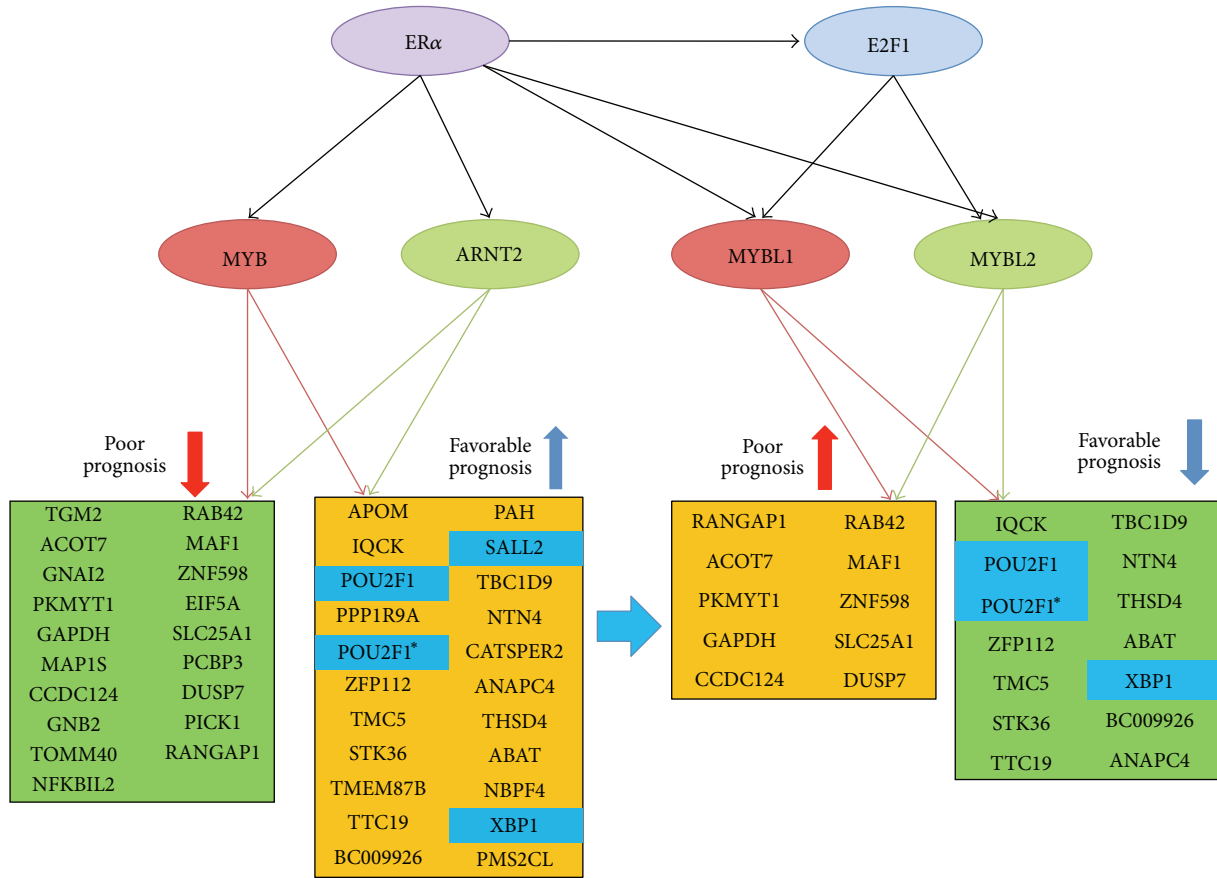 ERα
E2F1
MYB
ARNT2
MYBL1
MYBL2
Poor
prognosis
Favorable
prognosis
Poor
prognosis
Favorable
prognosis
TGM2
ACOT7
GNAI2
PKMYT1
GAPDH
MAP1S
CCDC124
GNB2
TOMM40
NFKBIL2
RAB42
MAF1
ZNF598
EIF5A
SLC25A1
PCBP3
DUSP7
PICK1
RANGAP1
APOM
IQCK
POU2F1
PPP1R9A
POU2F1*
ZFP112
TMC5
STK36
TMEM87B
TTC19
BC009926
PAH
SALL2
TBC1D9
NTN4
CATSPER2
ANAPC4
THSD4
ABAT
NBPF4
XBP1
PMS2CL
RANGAP1
ACOT7
PKMYT1
GAPDH
CCDC124
RAB42
MAF1
ZNF598
SLC25A1
DUSP7
IQCK
POU2F1
POU2F1*
ZFP112
TMC5
STK36
TTC19
TBC1D9
NTN4
THSD4
ABAT
XBP1
BC009926
ANAPC4